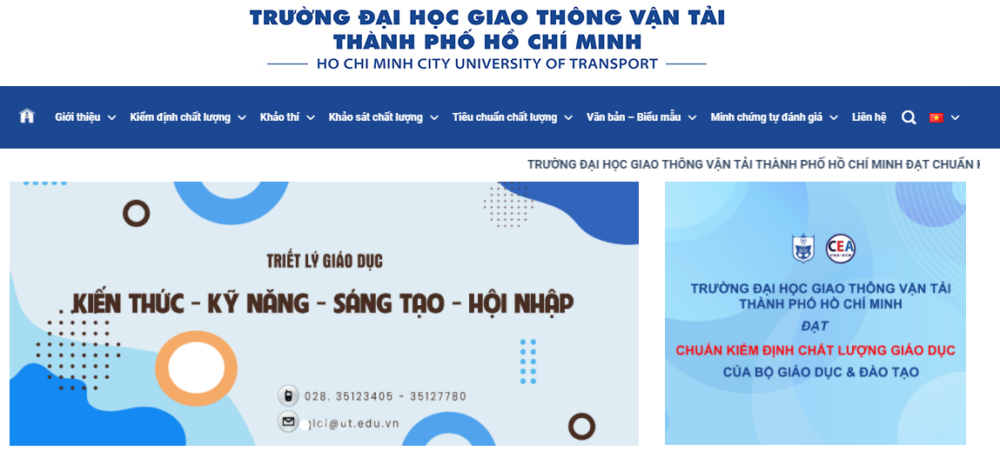 TRƯỜNG ĐẠI HỌC GIAO THÔNG VẬN TẢI
THÀNH PHỐ HỒ CHÍ MINH
HO CHI MINH CITY UNIVERSITY OF TRANSPORT
Giới thiệu Kiểm định chất lượng Khảo thí Khảo sát chất lượng Tiêu chuẩn chất lượng Văn bản – Biểu mẫu Minh chứng tự đánh giá Liên hệ
TRƯỜNG ĐẠI HỌC GIAO THÔNG VẬN TẢI THÀNH PHỐ HỒ CHÍ MINH ĐẠT CHUẨN
TRIẾT LÝ GIÁO DỤC
KIẾN THỨC - KỸ NĂNG - SÁNG TẠO - HỘI NHẬP
028. 35123405 - 35127780
@ut.edu.vn
CEA
VNU-HCM
TRƯỜNG ĐẠI HỌC GIAO THÔNG VẬN TẢI
THÀNH PHỐ HỒ CHÍ MINH
ĐẠT
CHUẨN KIỂM ĐỊNH CHẤT LƯỢNG GIÁO DỤC
CỦA BỘ GIÁO DỤC & ĐÀO TẠO